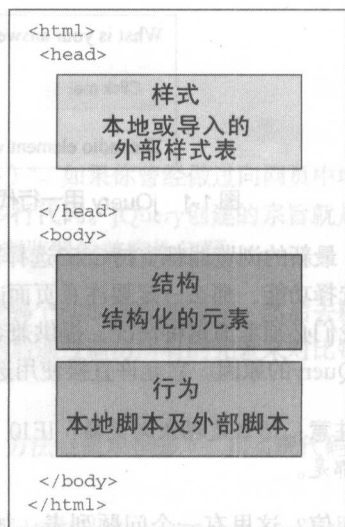 <html>
<head>
样式
本地或导入的
外部样式表
</head>
<body>
结构
结构化的元素
行为
本地脚本及外部脚本
</body>
</html>